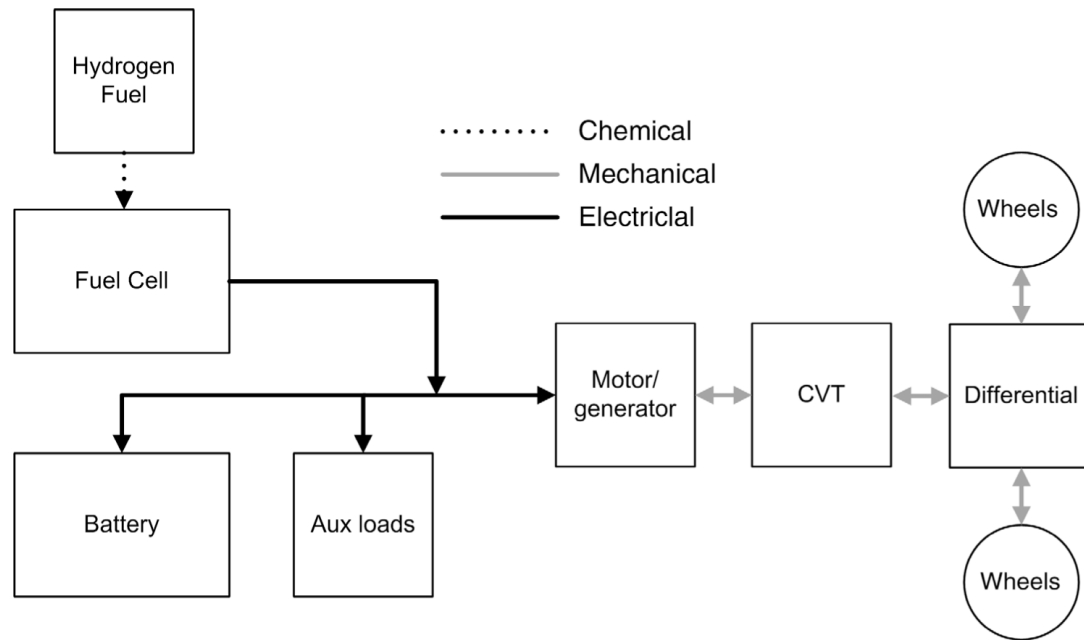 Hydrogen
Fuel
Chemical
Mechanical
Electriclal
Wheels
Fuel Cell
Motor/
generator
CVT
Differential
Battery
Aux loads
Wheels